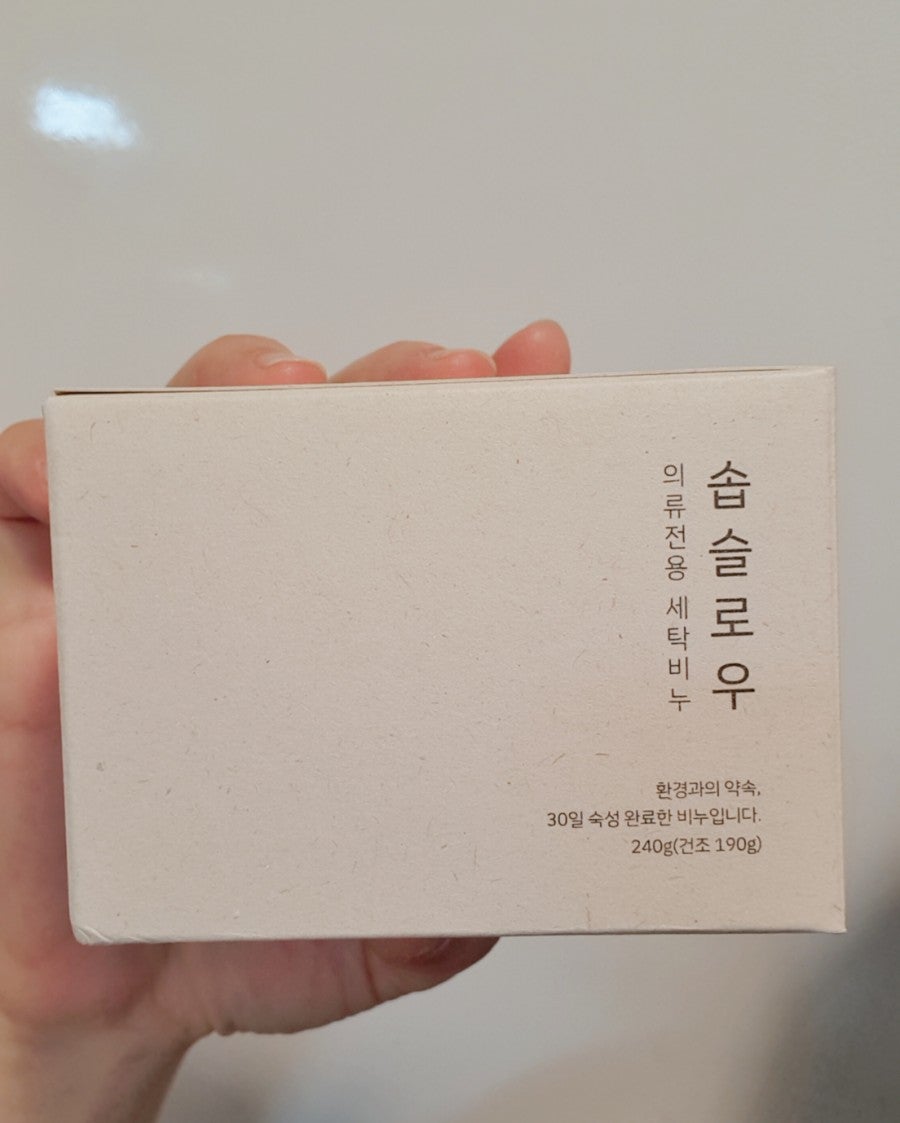 솝슬로우
의류전용 세탁비누
환경과의 약속,
30일 숙성 완료한 비누입니다.
240g(건조 190g)